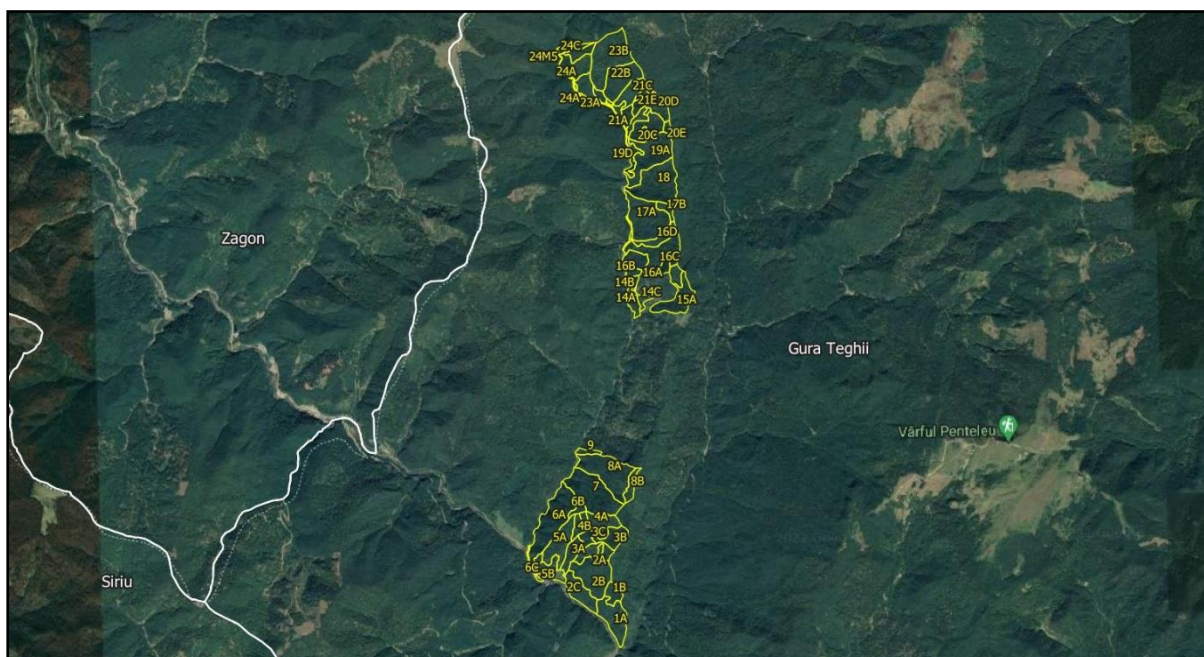 24C
23B
24M5
24A
22B
21C
24A
23A
21E
20D
21A
20C
20E
19D
19A
18
17A
17B
16D
16B
16C
16A
14B
14C
14A
15A
Zagon
Gura Teghii
Vârful Penteleu
9
8A
7
8B
6B
6A
4A
4B
3C
5A
3B
3A
2A
6C
5B
2C
2B
1B
1A
Siriu